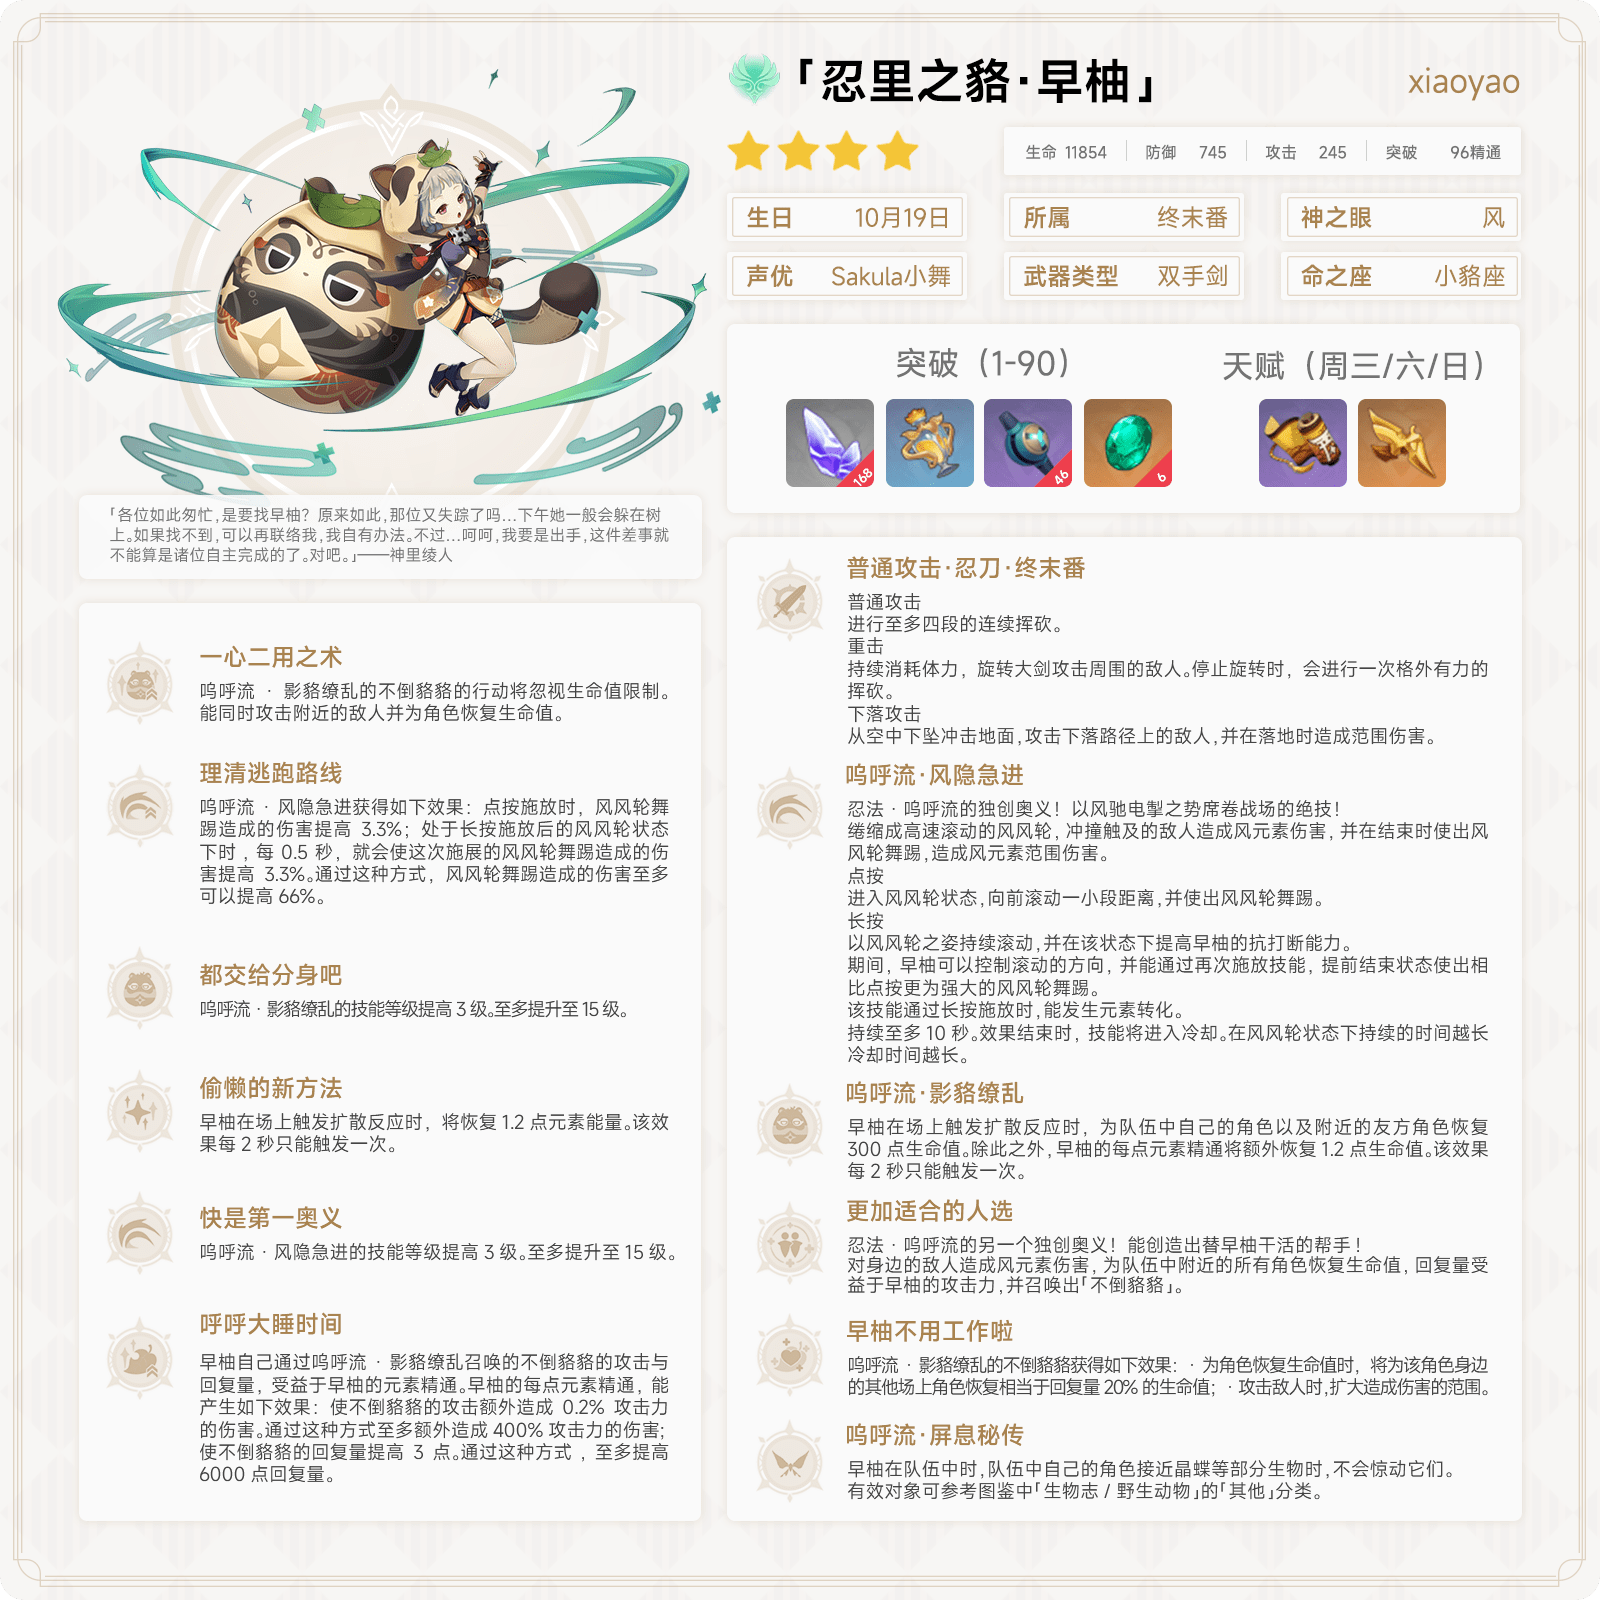 「忍里之貉·早柚」
xiaoyao
生命 11854 防御 745 攻击 245 突破 96精通
生日 10月19日
所属 终末番
神之眼 风
声优 Sakula小舞
武器类型 双手剑
命之座 小貉座
突破（1-90）
天赋（周三/六/日）
168
46
6
「各位如此匆忙,是要找早柚？原来如此,那位又失踪了吗…下午她一般会躲在树
上。如果找不到,可以再联络我,我自有办法。不过…呵呵,我要是出手,这件差事就
不能算是诸位自主完成的了。对吧。」——神里绫人
一心二用之术
呜呼流 · 影貉缭乱的不倒貉貉的行动将忽视生命值限制。
能同时攻击附近的敌人并为角色恢复生命值。
理清逃跑路线
呜呼流 · 风隐急进获得如下效果：点按施放时，风风轮舞
踢造成的伤害提高 3.3%；处于长按施放后的风风轮状态
下时 , 每 0.5 秒，就会使这次施展的风风轮舞踢造成的伤
害提高 3.3%。通过这种方式，风风轮舞踢造成的伤害至多
可以提高 66%。
都交给分身吧
呜呼流 · 影貉缭乱的技能等级提高 3 级。至多提升至 15 级。
偷懒的新方法
早柚在场上触发扩散反应时，将恢复 1.2 点元素能量。该效
果每 2 秒只能触发一次。
快是第一奥义
呜呼流 · 风隐急进的技能等级提高 3 级。至多提升至 15 级。
呼呼大睡时间
早柚自己通过呜呼流 · 影貉缭乱召唤的不倒貉貉的攻击与
回复量，受益于早柚的元素精通。早柚的每点元素精通，能
产生如下效果：使不倒貉貉的攻击额外造成 0.2% 攻击力
的伤害。通过这种方式至多额外造成 400% 攻击力的伤害;
使不倒貉貉的回复量提高 3 点。通过这种方式 , 至多提高
6000 点回复量。
普通攻击·忍刀·终末番
普通攻击
进行至多四段的连续挥砍。
重击
持续消耗体力，旋转大剑攻击周围的敌人。停止旋转时，会进行一次格外有力的
挥砍。
下落攻击
从空中下坠冲击地面,攻击下落路径上的敌人,并在落地时造成范围伤害。
呜呼流·风隐急进
忍法 · 呜呼流的独创奥义！以风驰电掣之势席卷战场的绝技！
倦缩成高速滚动的风风轮，冲撞触及的敌人造成风元素伤害，并在结束时使出风
风轮舞踢,造成风元素范围伤害。
点按
进入风风轮状态,向前滚动一小段距离,并使出风风轮舞踢。
长按
以风风轮之姿持续滚动,并在该状态下提高早柚的抗打断能力。
期间，早柚可以控制滚动的方向，并能通过再次施放技能，提前结束状态使出相
比点按更为强大的风风轮舞踢。
该技能通过长按施放时,能发生元素转化。
持续至多 10 秒。效果结束时，技能将进入冷却。在风风轮状态下持续的时间越长
冷却时间越长。
呜呼流·影貉缭乱
早柚在场上触发扩散反应时，为队伍中自己的角色以及附近的友方角色恢复
300 点生命值。除此之外,早柚的每点元素精通将额外恢复 1.2 点生命值。该效果
每 2 秒只能触发一次。
更加适合的人选
忍法 · 呜呼流的另一个独创奥义！能创造出替早柚干活的帮手！
对身边的敌人造成风元素伤害，为队伍中附近的所有角色恢复生命值，回复量受
益于早柚的攻击力,并召唤出「不倒貉貉」。
早柚不用工作啦
呜呼流 · 影貉缭乱的不倒貉貉获得如下效果： · 为角色恢复生命值时，将为该角色身边
的其他场上角色恢复相当于回复量 20% 的生命值； · 攻击敌人时,扩大造成伤害的范围。
呜呼流·屏息秘传
早柚在队伍中时,队伍中自己的角色接近晶蝶等部分生物时,不会惊动它们。
有效对象可参考图鉴中「生物志 / 野生动物」的「其他」分类。